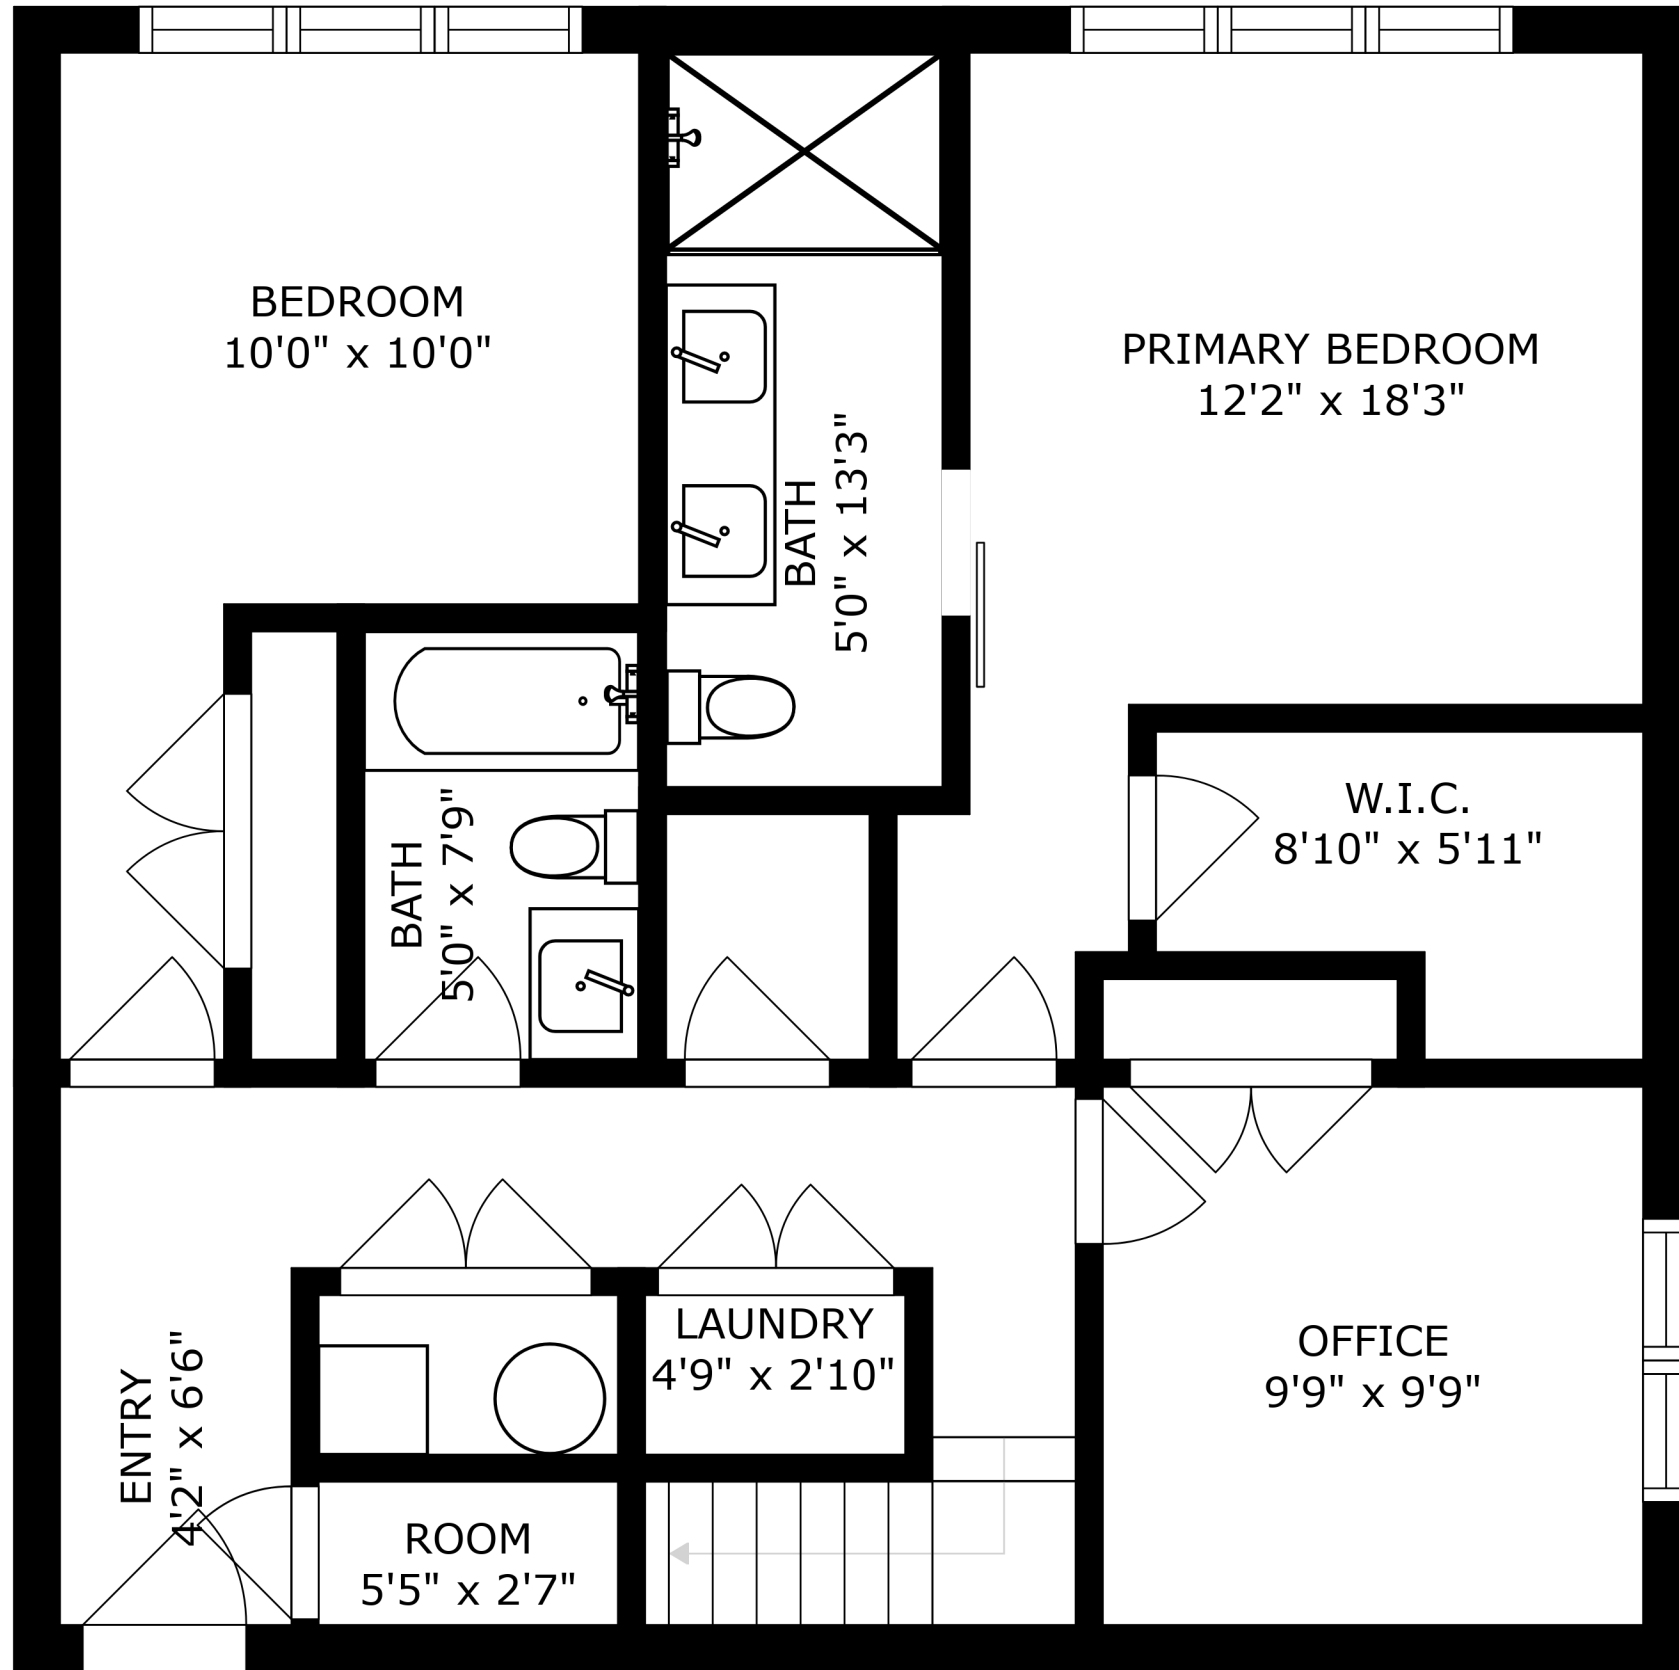 BEDROOM
10'0" x 10'0"
PRIMARY BEDROOM
12'2" x 18'3"
BATH
5'0" x 13'3"
W.I.C.
8'10" x 5'11"
BATH
5'0" x 7'9"
LAUNDRY
4'9" x 2'10"
OFFICE
9'9" x 9'9"
ENTRY
4'2" x 6'6"
ROOM
5'5" x 2'7"